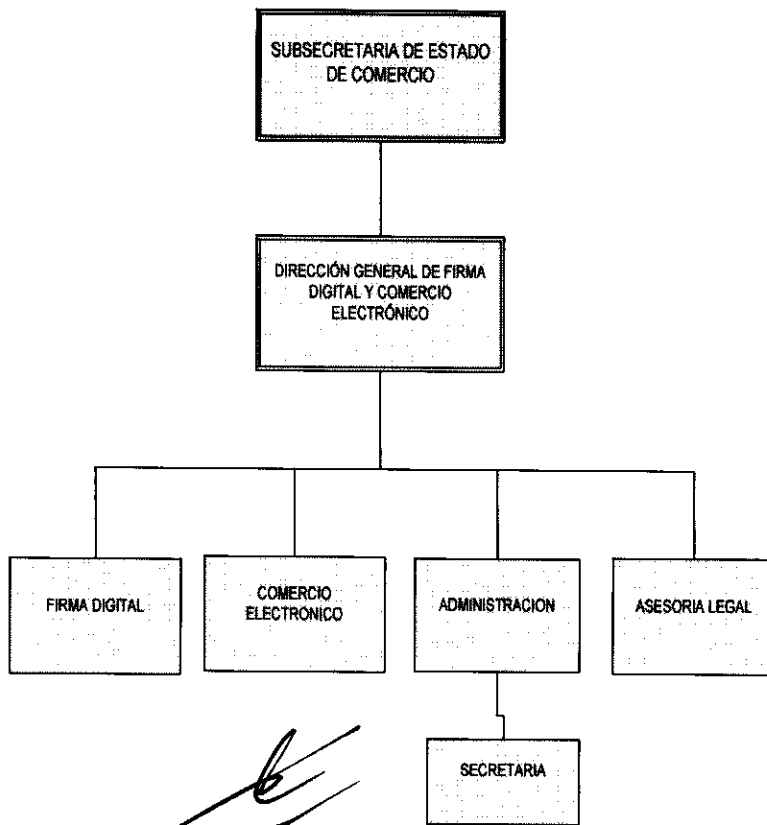 SUBSECRETARIA DE ESTADO
DE COMERCIO
DIRECCIÓN GENERAL DE FIRMA
DIGITAL Y COMERCIO
ELECTRÓNICO
FIRMA DIGITAL
COMERCIO
ELECTRONICO
ADMINISTRACION
ASESORIA LEGAL
SECRETARIA